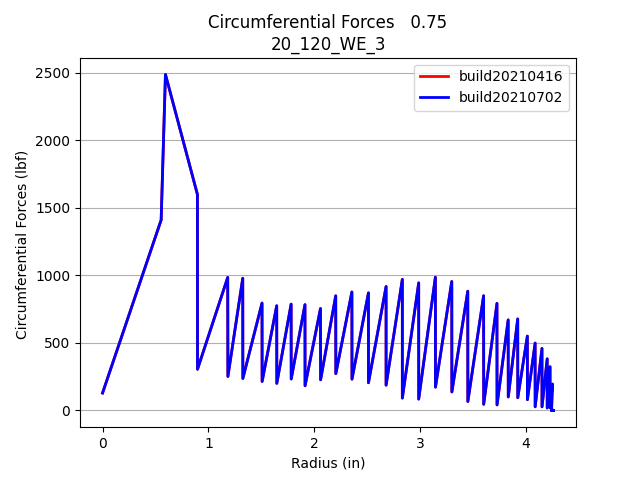 Circumferential Forces   0.75
20_120_WE_3
build20210416
build20210702
Circumferential Forces (lbf)
2500
2000
1500
1000
500
0
0 1 2 3 4
Radius (in)